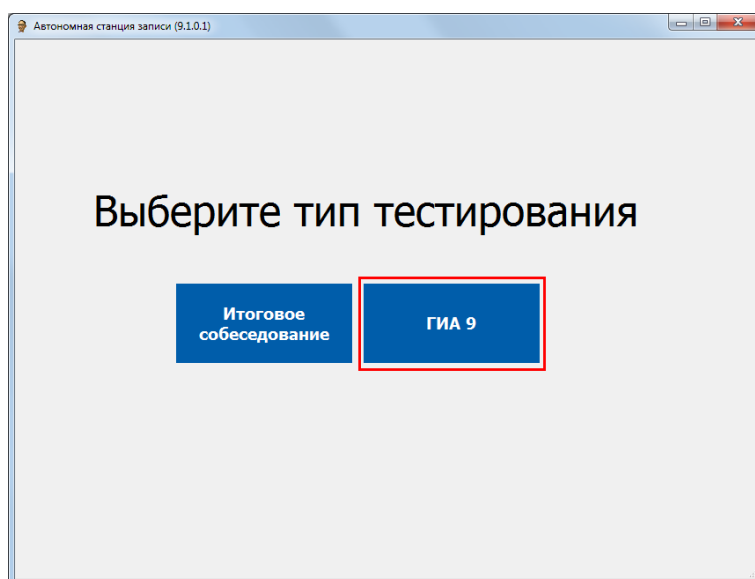 Автономная станция записи (9.1.0.1)
Выберите тип тестирования
Итоговое
собеседование
ГИА 9